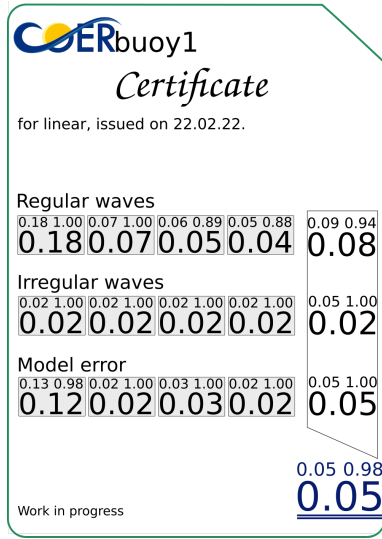 COERbuoy1
Certificate
for linear, issued on 22.02.22.
Regular waves
0.18 1.00 0.07 1.00 0.06 0.89 0.05 0.88 0.09 0.94
0.18 0.07 0.05 0.04 0.08
Irregular waves
0.02 1.00 0.02 1.00 0.02 1.00 0.02 1.00 0.05 1.00
0.02 0.02 0.02 0.02 0.02
Model error
0.13 0.98 0.02 1.00 0.03 1.00 0.02 1.00 0.05 1.00
0.12 0.02 0.03 0.02 0.05
0.05 0.98
0.05
Work in progress